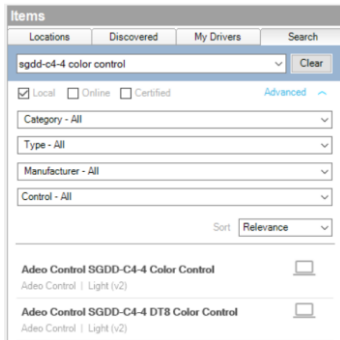 Items
Locations Discovered My Drivers Search
sgdd-c4-4 color control Clear
Local Online Certified Advanced
Category - All
Type - All
Manufacturer - All
Control - All
Sort Relevance
Adeo Control SGDD-C4-4 Color Control
Adeo Control | Light (v2)
Adeo Control SGDD-C4-4 DT8 Color Control
Adeo Control | Light (v2)